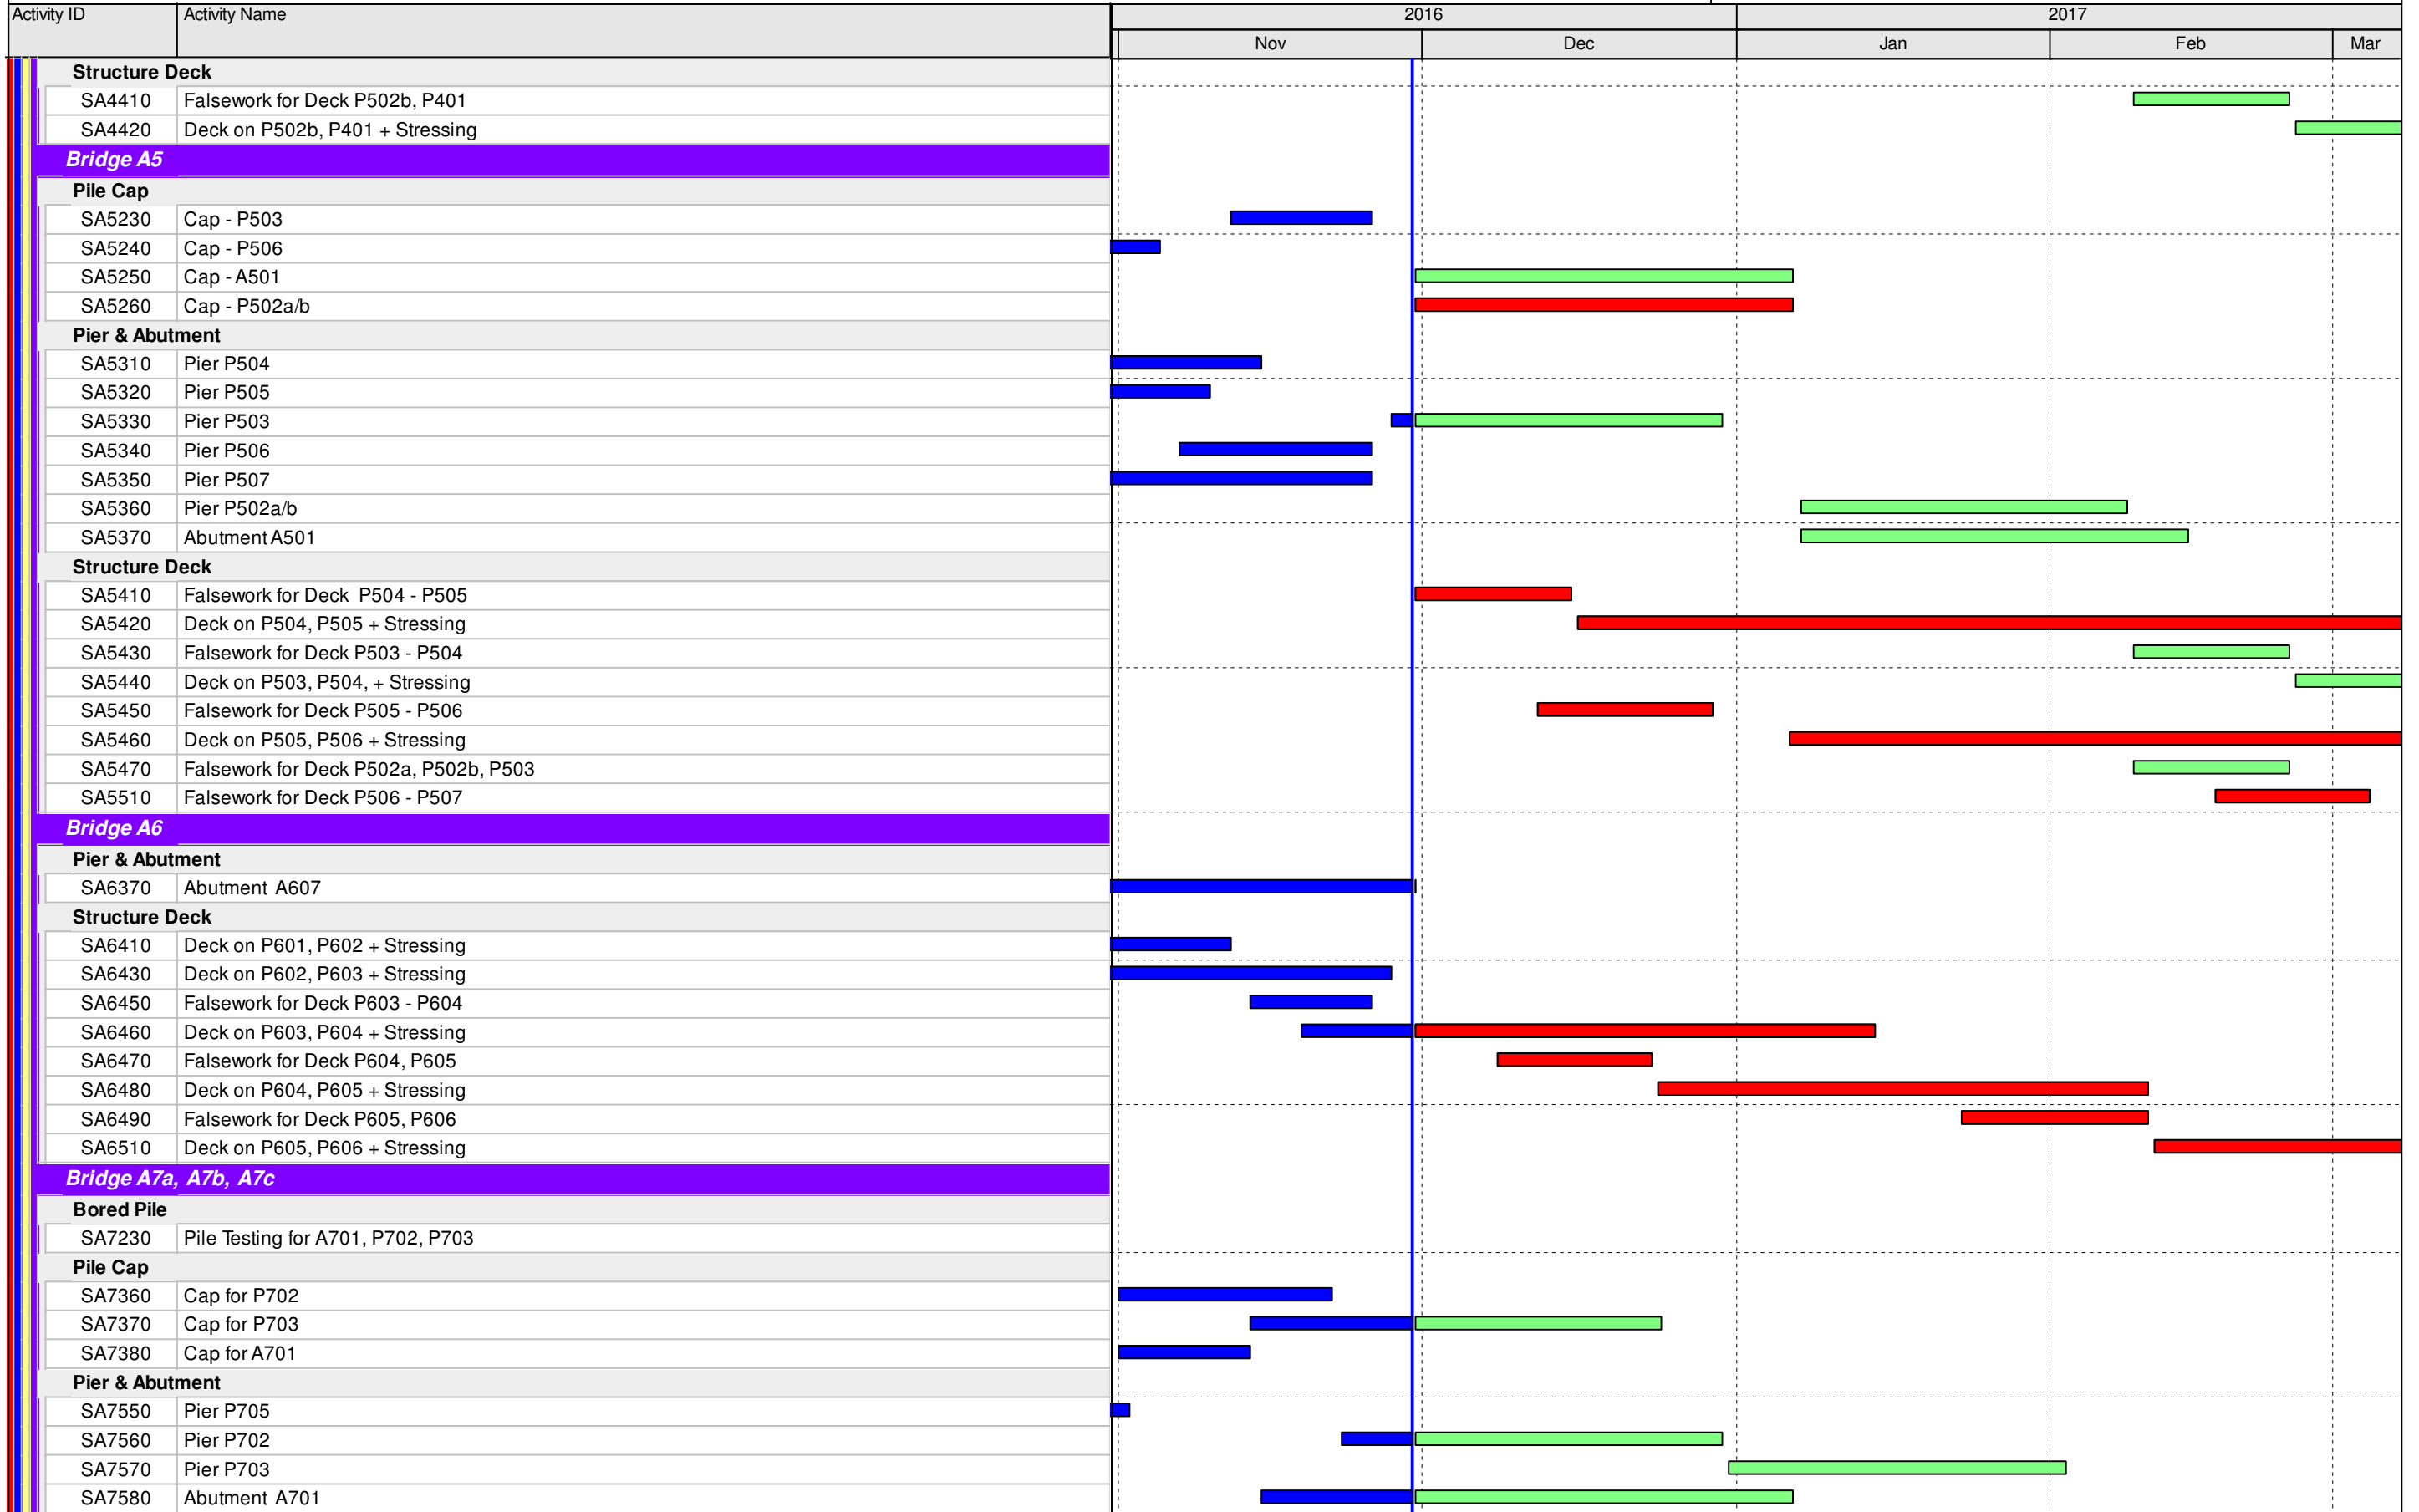 Activity ID Activity Name 2016 2017
Nov Dec Jan Feb Mar
Structure Deck
SA4410 Falsework for Deck P502b, P401
SA4420 Deck on P502b, P401 + Stressing
Bridge A5
Pile Cap
SA5230 Cap - P503
SA5240 Cap - P506
SA5250 Cap - A501
SA5260 Cap - P502a/b
Pier & Abutment
SA5310 Pier P504
SA5320 Pier P505
SA5330 Pier P503
SA5340 Pier P506
SA5350 Pier P507
SA5360 Pier P502a/b
SA5370 Abutment A501
Structure Deck
SA5410 Falsework for Deck P504 - P505
SA5420 Deck on P504, P505 + Stressing
SA5430 Falsework for Deck P503 - P504
SA5440 Deck on P503, P504, + Stressing
SA5450 Falsework for Deck P505 - P506
SA5460 Deck on P505, P506 + Stressing
SA5470 Falsework for Deck P502a, P502b, P503
SA5510 Falsework for Deck P506 - P507
Bridge A6
Pier & Abutment
SA6370 Abutment A607
Structure Deck
SA6410 Deck on P601, P602 + Stressing
SA6430 Deck on P602, P603 + Stressing
SA6450 Falsework for Deck P603 - P604
SA6460 Deck on P603, P604 + Stressing
SA6470 Falsework for Deck P604, P605
SA6480 Deck on P604, P605 + Stressing
SA6490 Falsework for Deck P605, P606
SA6510 Deck on P605, P606 + Stressing
Bridge A7a, A7b, A7c
Bored Pile
SA7230 Pile Testing for A701, P702, P703
Pile Cap
SA7360 Cap for P702
SA7370 Cap for P703
SA7380 Cap for A701
Pier & Abutment
SA7550 Pier P705
SA7560 Pier P702
SA7570 Pier P703
SA7580 Abutment A701